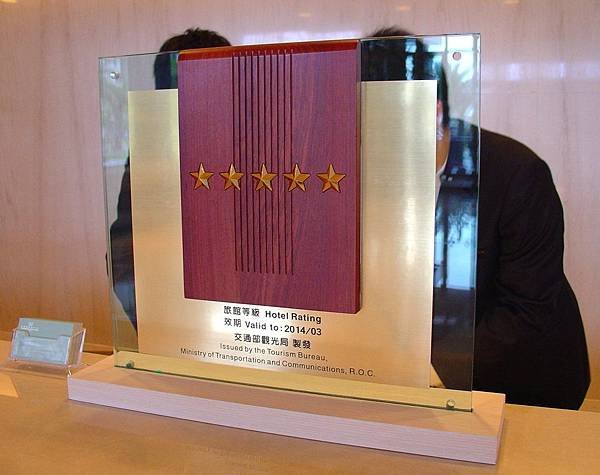 旅館等級 Hotel Rating
效期 Valid to: 2014/03
交通部觀光局 製發
Issued by the Tourism Bureau,
Ministry of Transportation and Communications, R.O.C.